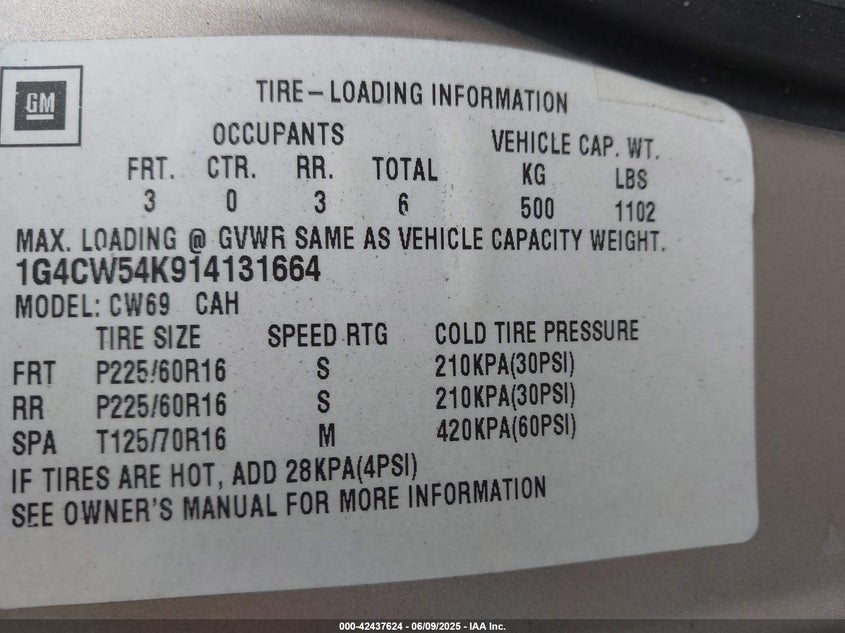 GM
TIRE-LOADING INFORMATION
OCCUPANTS VEHICLE CAP. WT.
FRT. CTR. RR. TOTAL KG LBS
3 0 3 6 500 1102
MAX. LOADING @ GVWR SAME AS VEHICLE CAPACITY WEIGHT.
1G4CW54K914131664
MODEL: CW69 CAH
TIRE SIZE SPEED RTG COLD TIRE PRESSURE
FRT P225/60R16 S 210KPA(30PSI)
RR P225/60R16 S 210KPA(30PSI)
SPA T125/70R16 M 420KPA(60PSI)
IF TIRES ARE HOT, ADD 28KPA(4PSI)
SEE OWNER'S MANUAL FOR MORE INFORMATION
000-42437624 - 06/09/2025 - IAA Inc.